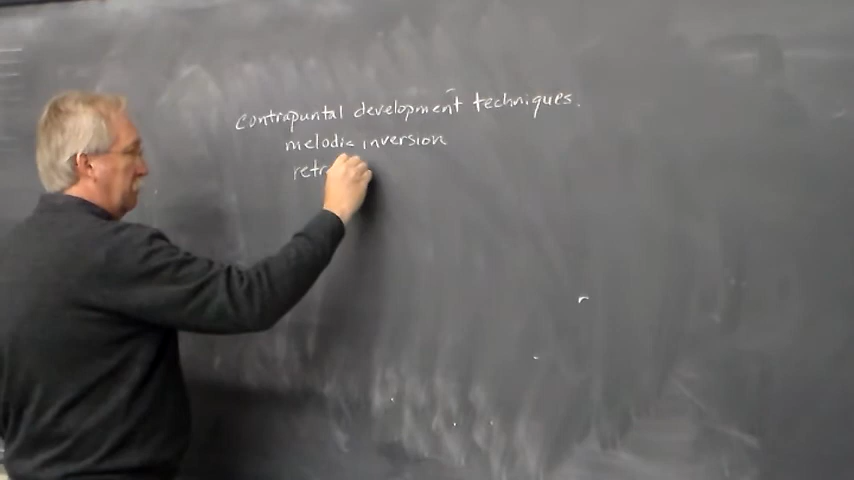 contrapuntal development techniques.
melodic inversion
retr